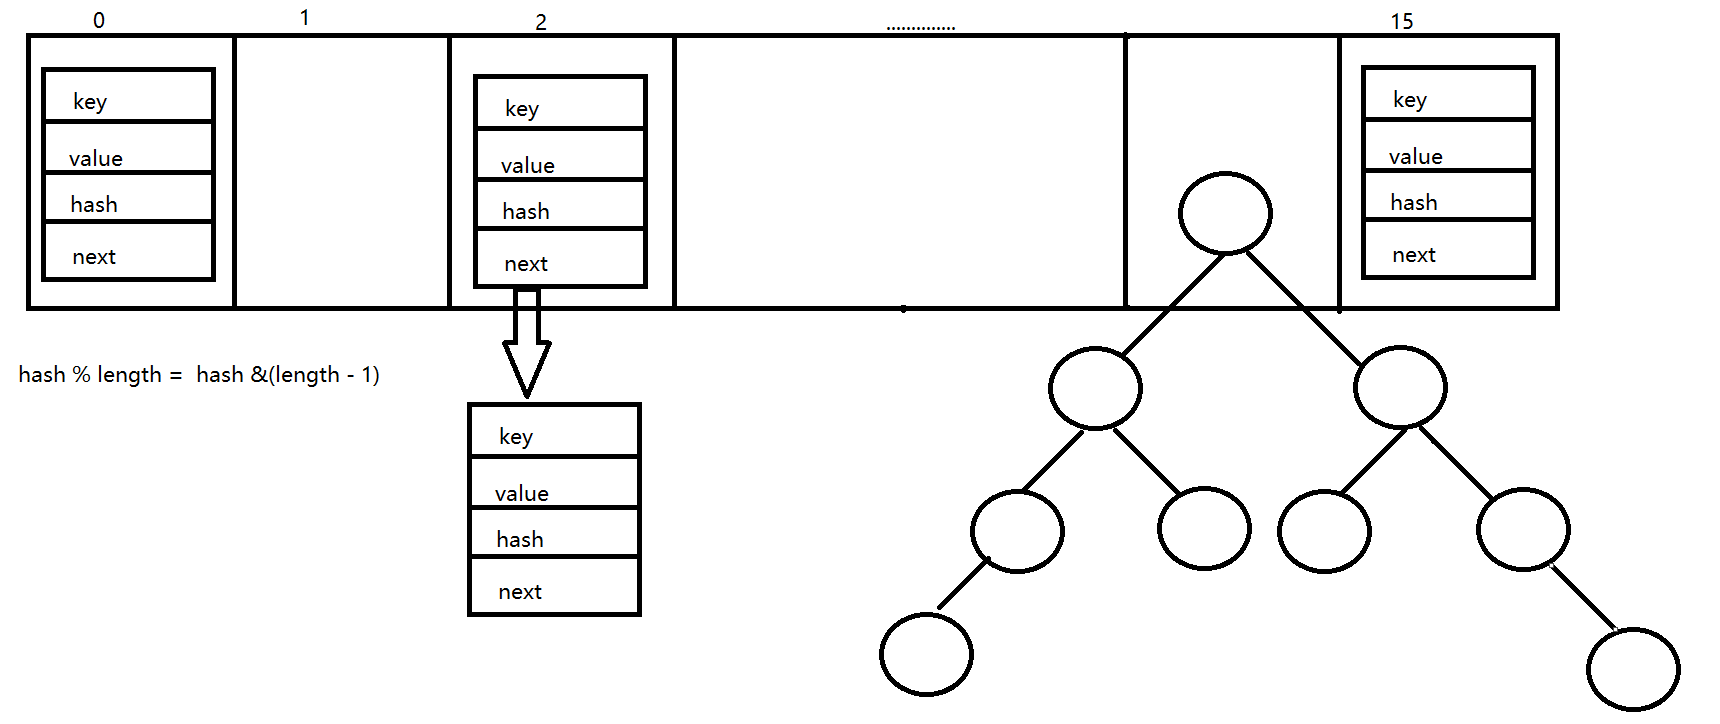 0
1
2
..............
15
key
value
hash
next
key
value
hash
next
key
value
hash
next
hash % length = hash &(length - 1)
key
value
hash
next